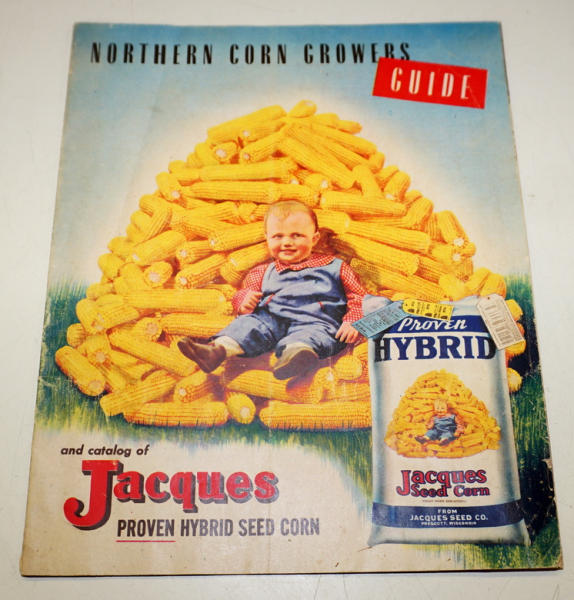 NORTHERN CORN GROWERS
GUIDE
Proven
HYBRID
and catalog of
Jacques
PROVEN HYBRID SEED CORN
Jacques
Seed Corn
FROM
JACQUES SEED CO.
PRESCOTT, WISCONSIN